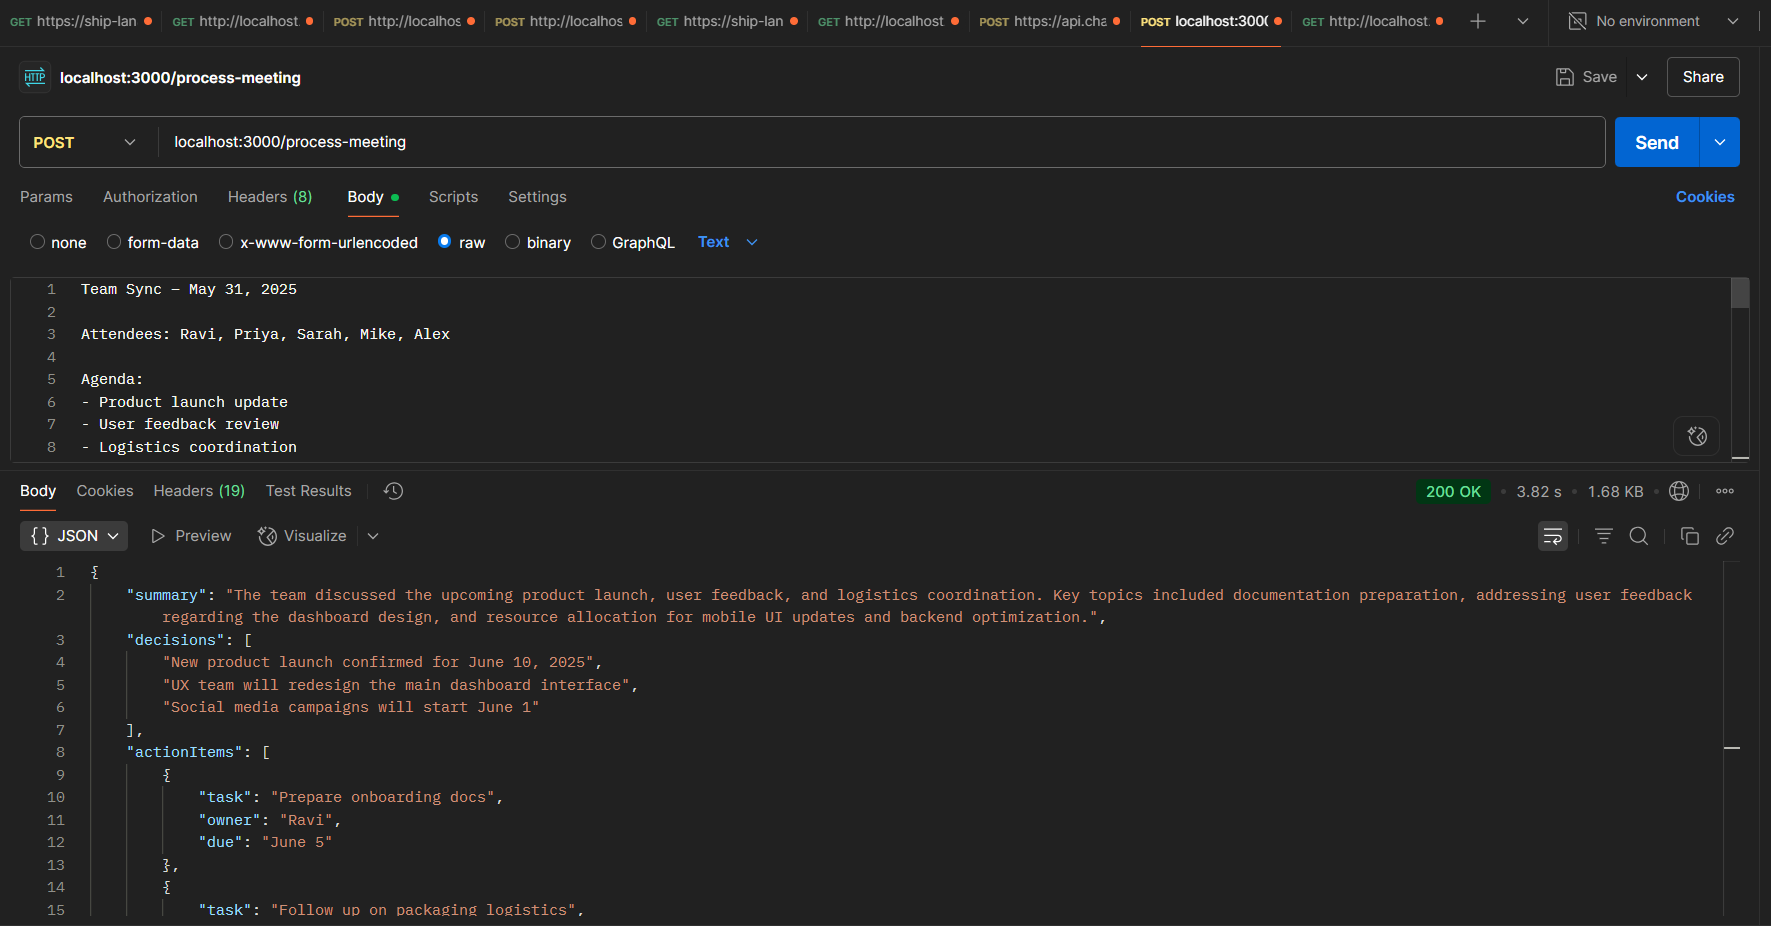 GET https://ship-lan GET http://localhost. POST http://localhos POST http://localhos GET https://ship-lan GET http://localhost POST https://api.cha POST localhost:300( GET http://localhost. No environment
HTTP localhost:3000/process-meeting Save Share
POST localhost:3000/process-meeting Send
Params Authorization Headers (8) Body Scripts Settings Cookies
none form-data x-www-form-urlencoded raw binary GraphQL Text
1 Team Sync – May 31, 2025
2
3 Attendees: Ravi, Priya, Sarah, Mike, Alex
4
5 Agenda:
6 - Product launch update
7 - User feedback review
8 - Logistics coordination
Body Cookies Headers (19) Test Results 200 OK • 3.82 s • 1.68 KB •
{} JSON Preview Visualize
1 {
2 "summary": "The team discussed the upcoming product launch, user feedback, and logistics coordination. Key topics included documentation preparation, addressing user feedback
regarding the dashboard design, and resource allocation for mobile UI updates and backend optimization.",
3 "decisions": [
4 "New product launch confirmed for June 10, 2025",
5 "UX team will redesign the main dashboard interface",
6 "Social media campaigns will start June 1"
7 ],
8 "actionItems": [
9 {
10 "task": "Prepare onboarding docs",
11 "owner": "Ravi",
12 "due": "June 5"
13 },
14 {
15 "task": "Follow up on packaging logistics",